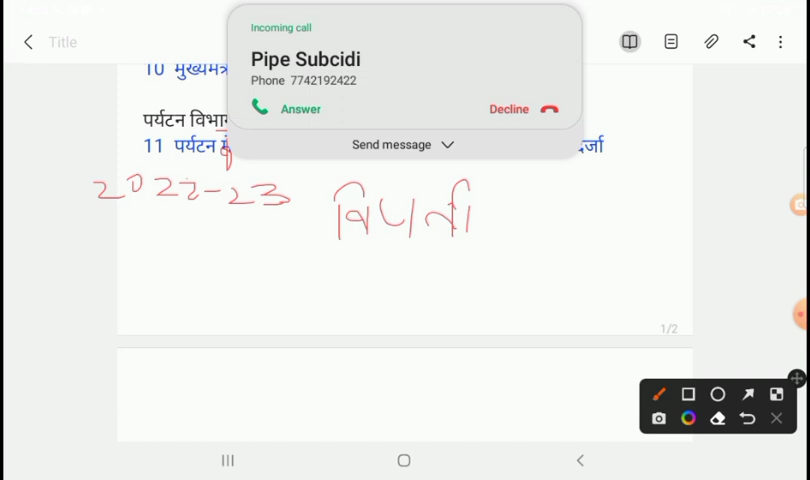 Title
Incoming call
Pipe Subcidi
Phone 7742192422
Answer
Decline
Send message
10 मुख्यमंत्र
पर्यटन विभाग
11 पर्यटन में
दर्जा
2022-23
1/2